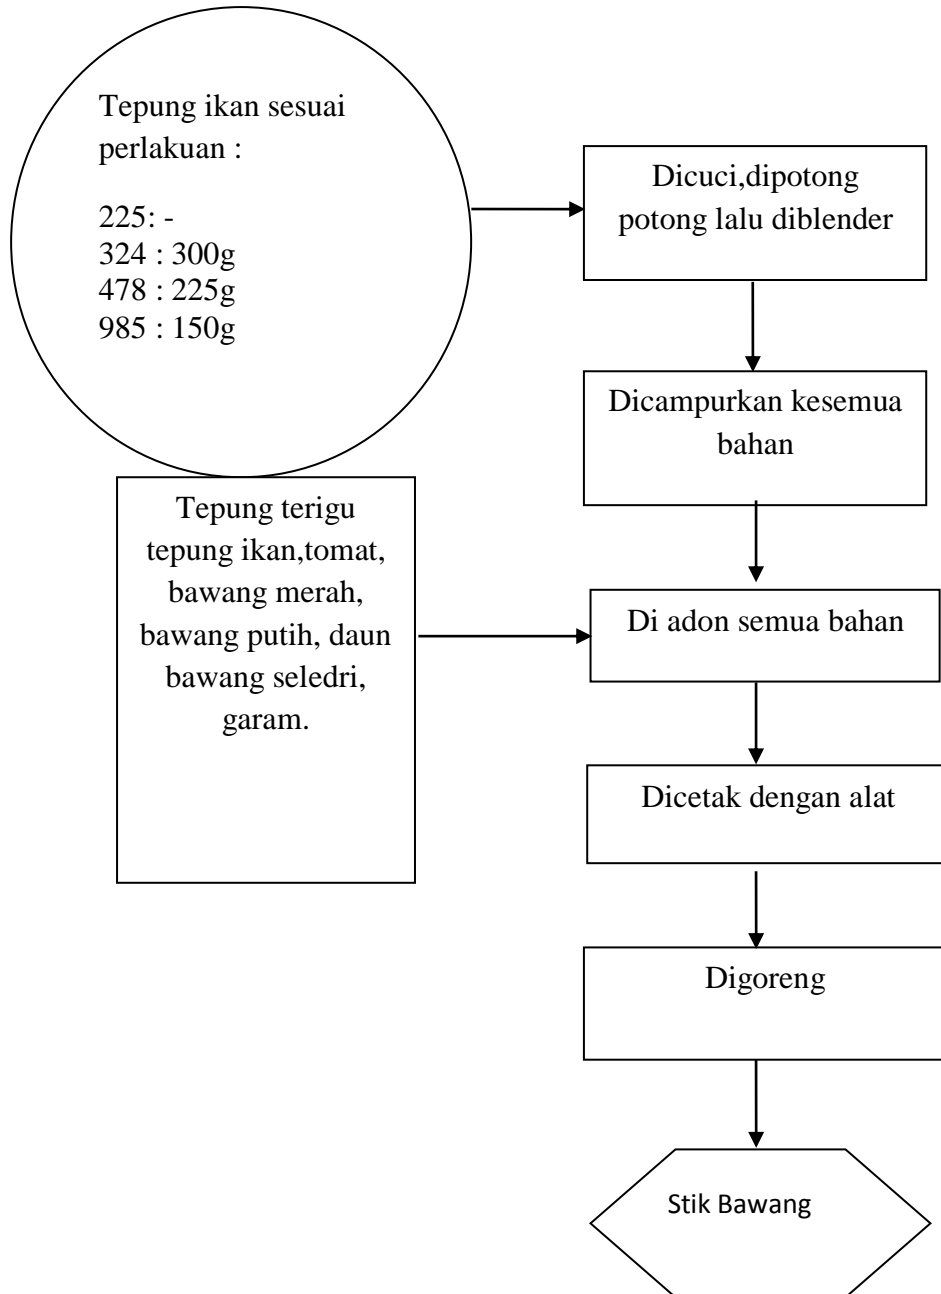 Tepung ikan sesuai
perlakuan :
225: -
324 : 300g
478 : 225g
985 : 150g
Dicuci,dipotong
potong lalu diblender
Dicampurkan kesemua
bahan
Tepung terigu
tepung ikan,tomat,
bawang merah,
bawang putih, daun
bawang seledri,
garam.
Di adon semua bahan
Dicetak dengan alat
Digoreng
Stik Bawang